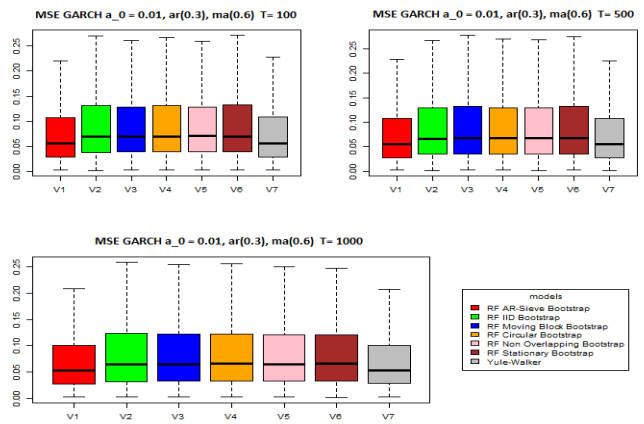 MSE GARCH a_0 = 0.01, ar(0.3), ma(0.6) T= 100
0.25
0.20
0.15
0.10
0.05
0.00
V1 V2 V3 V4 V5 V6 V7
MSE GARCH a_0 = 0.01, ar(0.3), ma(0.6) T= 500
0.25
0.20
0.15
0.10
0.05
0.00
V1 V2 V3 V4 V5 V6 V7
MSE GARCH a_0 = 0.01, ar(0.3), ma(0.6) T= 1000
0.25
0.20
0.15
0.10
0.05
0.00
V1 V2 V3 V4 V5 V6 V7
models
RF AR-Sieve Bootstrap
RF IID Bootstrap
RF Moving Block Bootstrap
RF Circular Bootstrap
RF Non Overlapping Bootstrap
RF Stationary Bootstrap
Yule-Walker